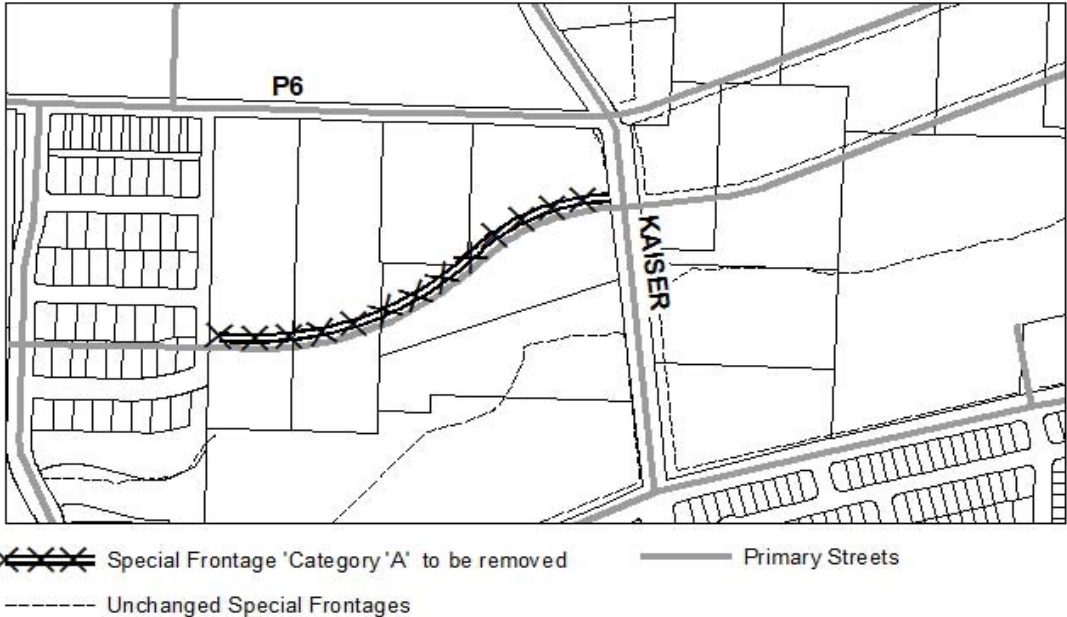 P6
KAISER
Special Frontage 'Category 'A' to be removed
Primary Streets
Unchanged Special Frontages